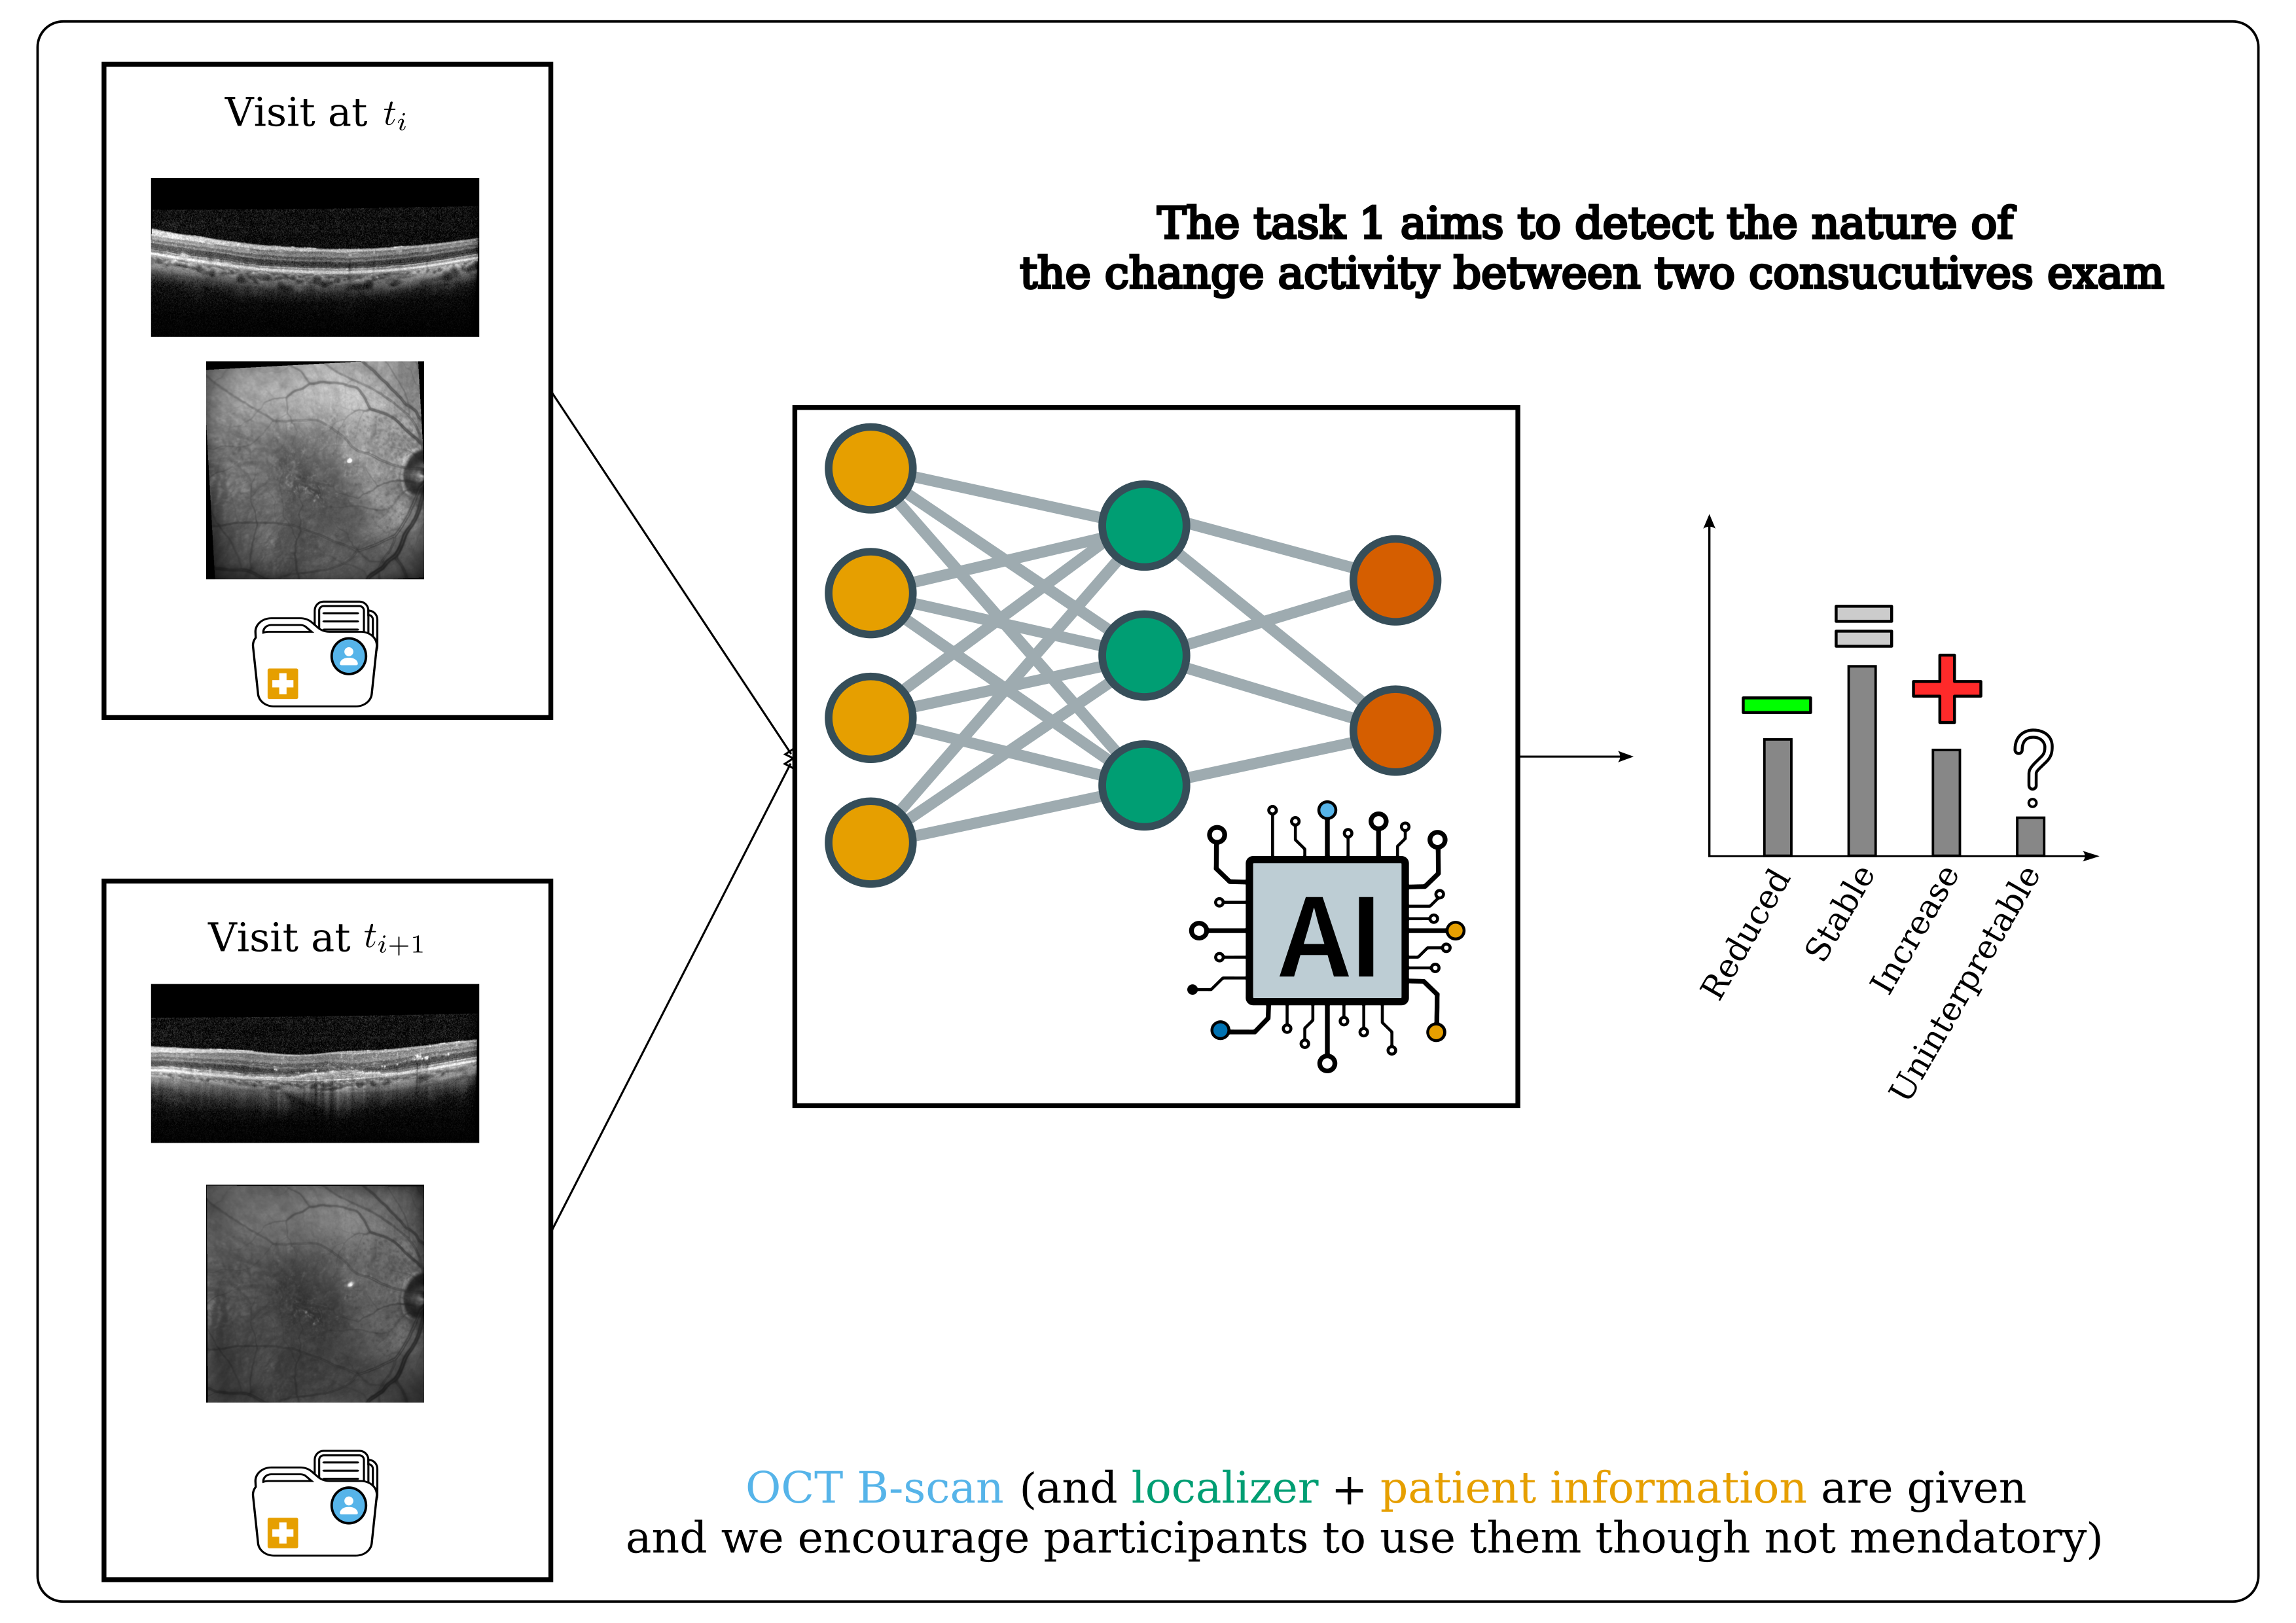 Visit at t_i
The task 1 aims to detect the nature of
the change activity between two consucutives exam
AI
Reduced
Stable
Increase
Uninterpretable
?
Visit at t_{i+1}
OCT B-scan (and localizer + patient information are given
and we encourage participants to use them though not mendatory)